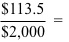 $113.5
$2,000
=